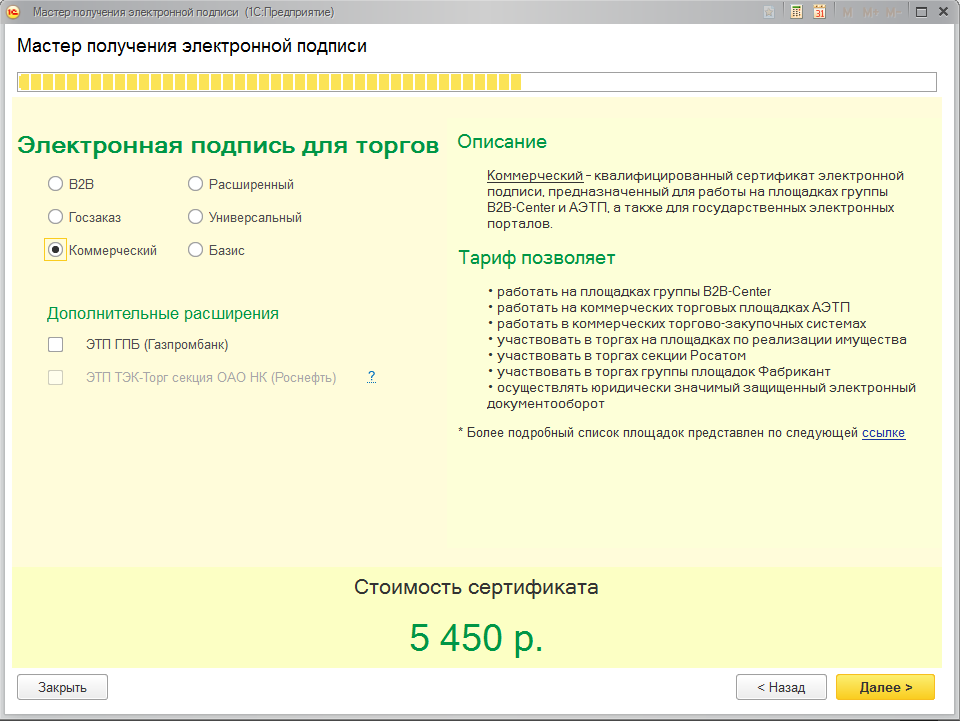 Мастер получения электронной подписи (1С:Предприятие)
31
M M+ M-
Мастер получения электронной подписи
Электронная подпись для торгов
B2B
Расширенный
Госзаказ
Универсальный
Коммерческий
Базис
Дополнительные расширения
ЭТП ГПБ (Газпромбанк)
ЭТП ТЭК-Торг секция ОАО НК (Роснефть) ?
Описание
Коммерческий – квалифицированный сертификат электронной
подписи, предназначенный для работы на площадках группы
B2B-Center и АЭТП, а также для государственных электронных
порталов.
Тариф позволяет
• работать на площадках группы B2B-Center
• работать на коммерческих торговых площадках АЭТП
• работать в коммерческих торгово-закупочных системах
• участвовать в торгах на площадках по реализации имущества
• участвовать в торгах секции Росатом
• участвовать в торгах группы площадок Фабрикант
• осуществлять юридически значимый защищенный электронный
документооборот
* Более подробный список площадок представлен по следующей ссылке
Стоимость сертификата
5 450 р.
Закрыть
< Назад
Далее >